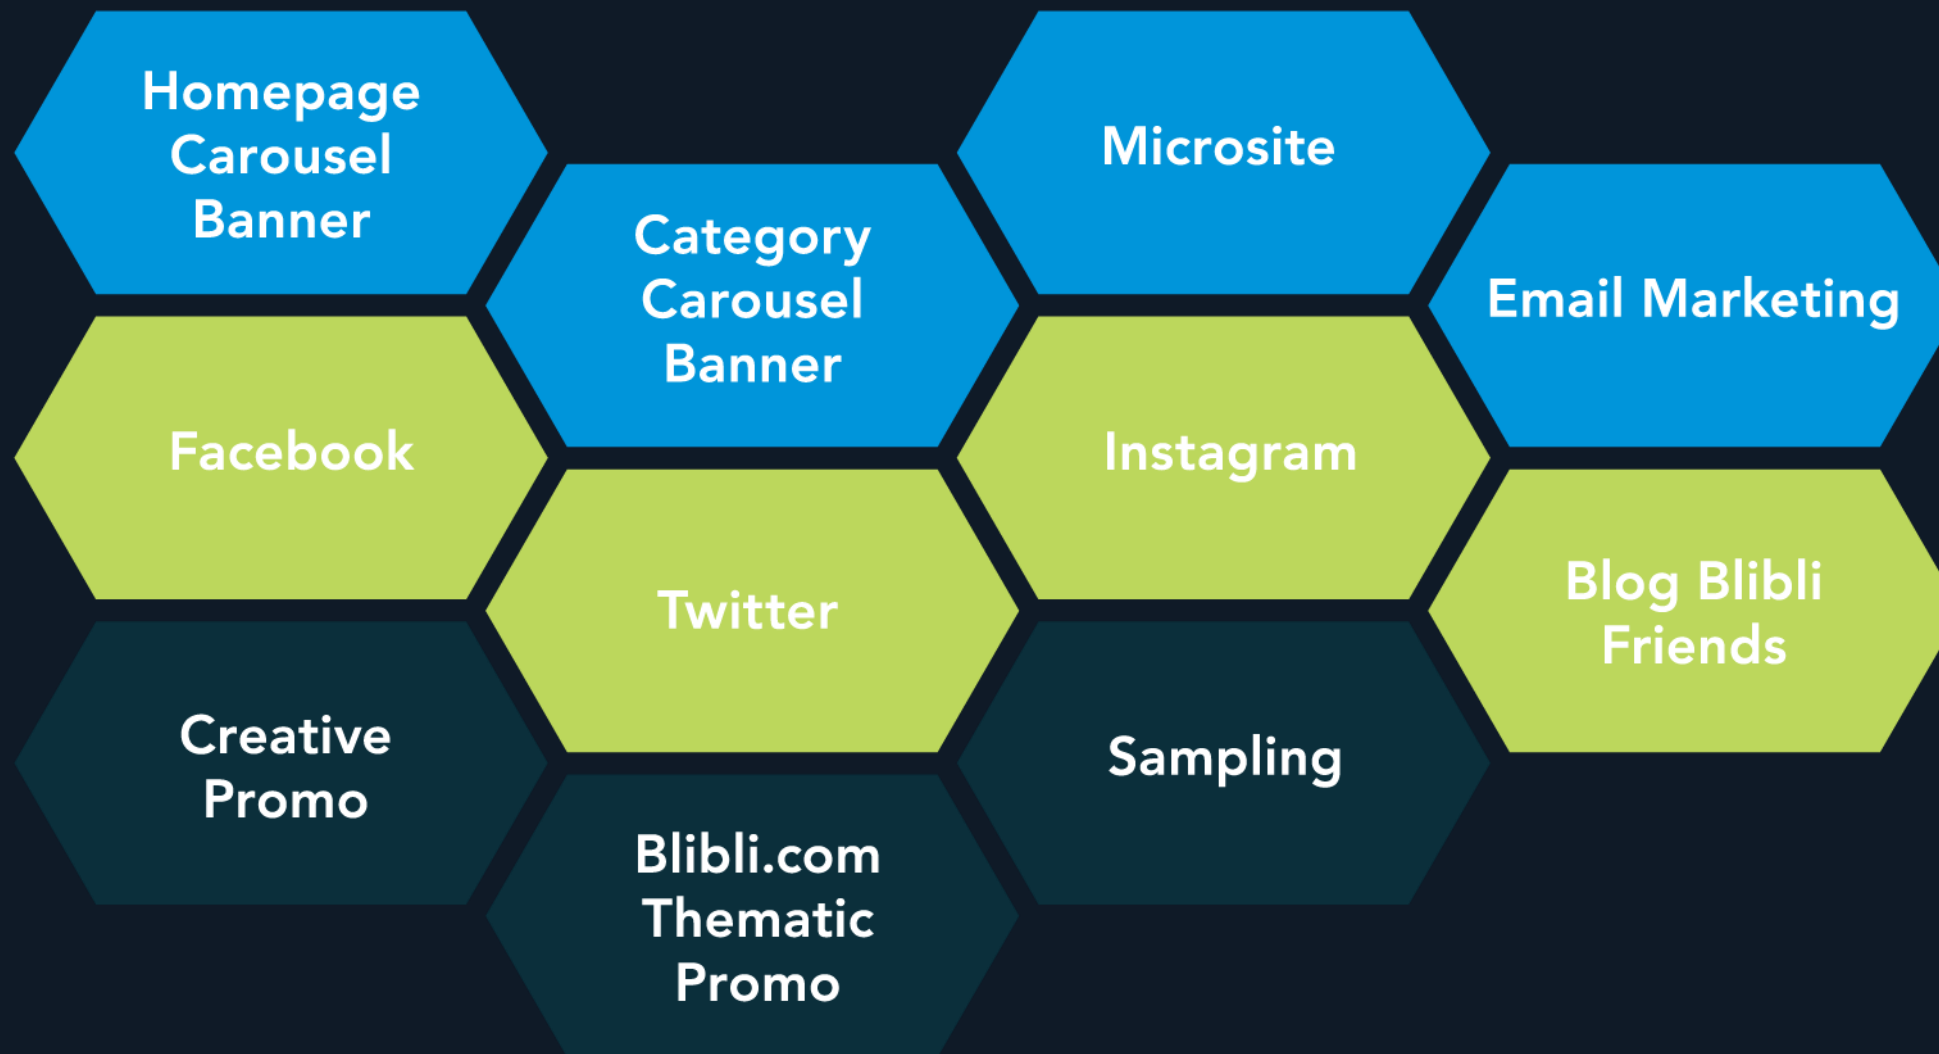 Homepage
Carousel
Banner
Category
Carousel
Banner
Microsite
Email Marketing
Facebook
Twitter
Instagram
Blog Blibli
Friends
Creative
Promo
Blibli.com
Thematic
Promo
Sampling